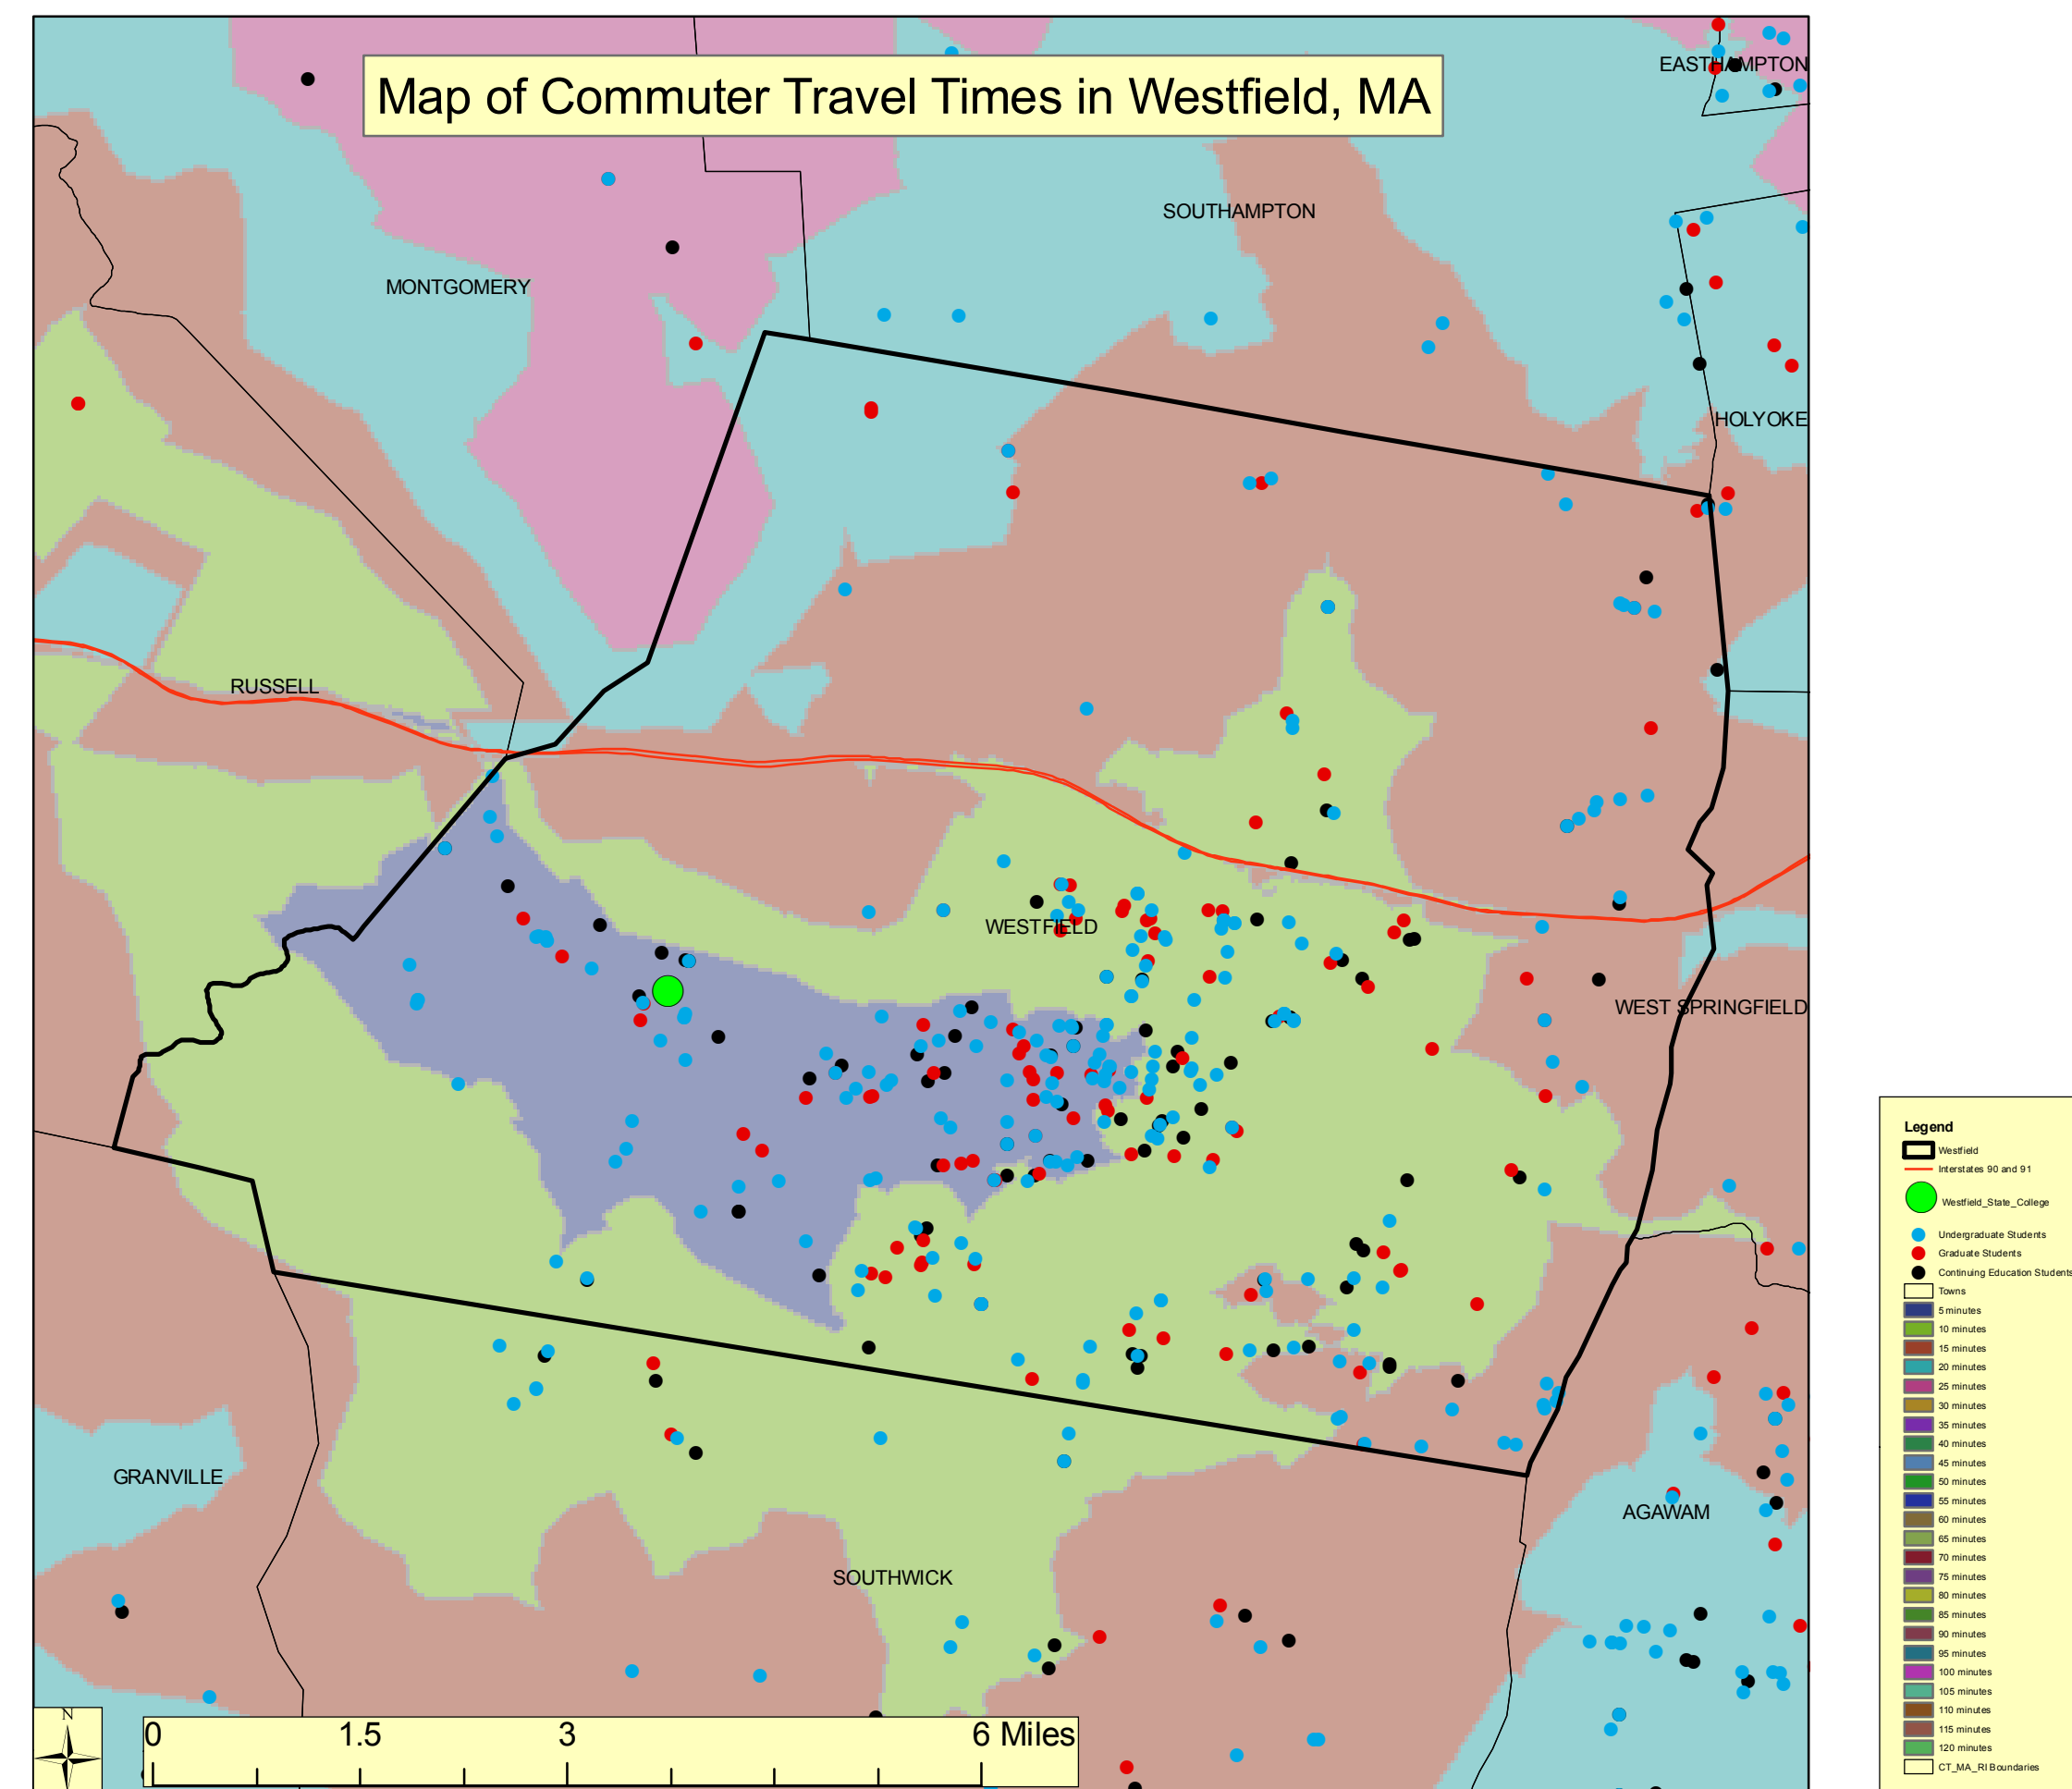 Map of Commuter Travel Times in Westfield, MA
EASTHAMPTON
SOUTHAMPTON
MONTGOMERY
HOLYOKE
RUSSELL
WESTFIELD
WEST SPRINGFIELD
GRANVILLE
AGAWAM
SOUTHWICK
N
0 1.5 3 6 Miles
Legend
Westfield
Interstates 90 and 91
Westfield_State_College
Undergraduate Students
Graduate Students
Continuing Education Students
Towns
5 minutes
10 minutes
15 minutes
20 minutes
25 minutes
30 minutes
35 minutes
40 minutes
45 minutes
50 minutes
55 minutes
60 minutes
65 minutes
70 minutes
75 minutes
80 minutes
85 minutes
90 minutes
95 minutes
100 minutes
105 minutes
110 minutes
115 minutes
120 minutes
CT_MA_RI Boundaries